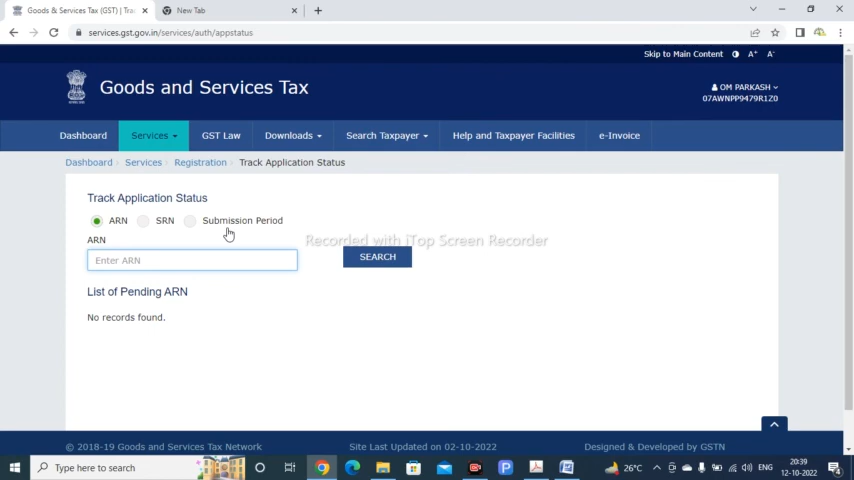 Goods & Services Tax (GST) | Trac
New Tab
services.gst.gov.in/services/auth/appstatus
Skip to Main Content A+ A-
Goods and Services Tax
OM PARKASH
07AWNPP9479R1Z0
Dashboard Services GST Law Downloads Search Taxpayer Help and Taxpayer Facilities e-Invoice
Dashboard Services Registration Track Application Status
Track Application Status
ARN SRN Submission Period
ARN
Recorded with iTop Screen Recorder
Enter ARN
SEARCH
List of Pending ARN
No records found.
© 2018-19 Goods and Services Tax Network Site Last Updated on 02-10-2022 Designed & Developed by GSTN
Type here to search
26°C
ENG
20:39
12-10-2022
4